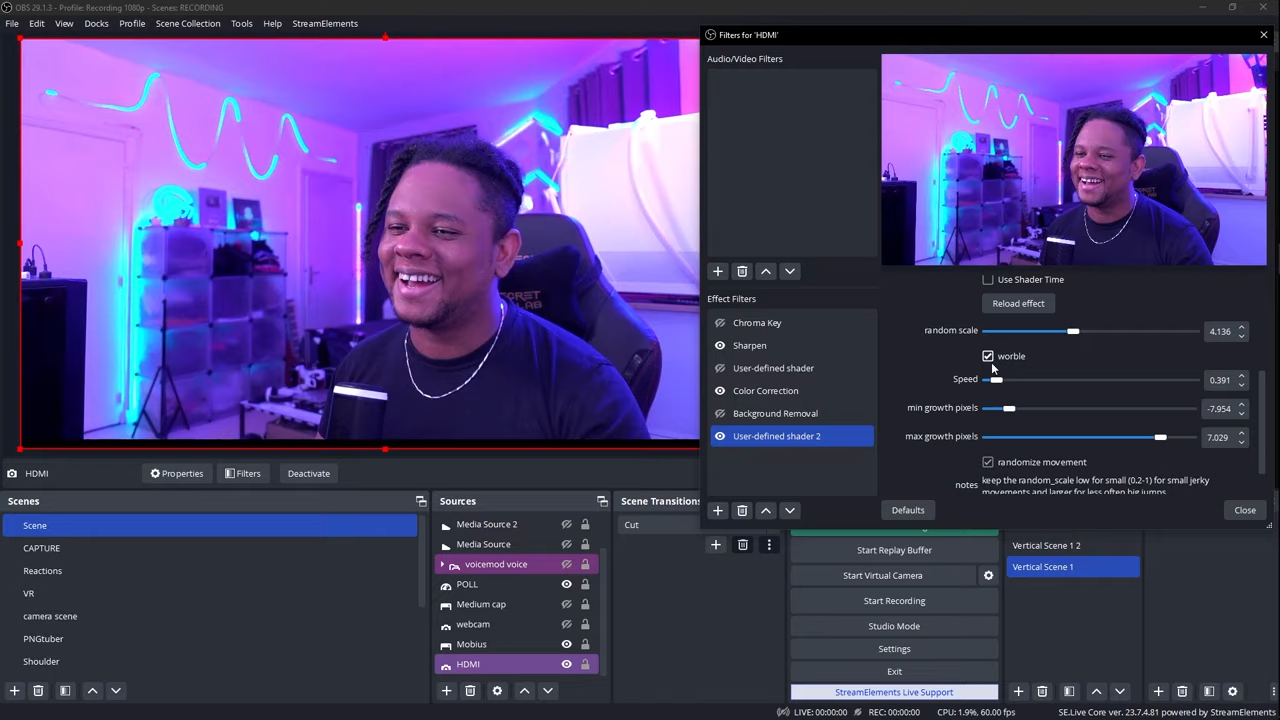 OBS 29.1.3 - Profile: Recording 1080p - Scenes: RECORDING
File Edit View Docks Profile Scene Collection Tools Help StreamElements
Filters for 'HDMI'
Audio/Video Filters
Effect Filters
Chroma Key
Sharpen
User-defined shader
Color Correction
Background Removal
User-defined shader 2
Use Shader Time
Reload effect
random scale 4.136
worble
Speed 0.391
min growth pixels -7.954
max growth pixels 7.029
randomize movement
notes keep the random_scale low for small (0.2-1) for small jerky
movements and larger for less often big jumps
Defaults Close
HDMI Properties Filters Deactivate
Scenes
Scene
CAPTURE
Reactions
VR
camera scene
PNGtuber
Shoulder
Sources
Media Source 2
Media Source
voicemod voice
POLL
Medium cap
webcam
Mobius
HDMI
Scene Transitions
Cut
Start Replay Buffer
Start Virtual Camera
Start Recording
Studio Mode
Settings
Exit
StreamElements Live Support
Vertical Scene 1 2
Vertical Scene 1
LIVE: 00:00:00 REC: 00:00:00 CPU: 1.9%, 60.00 fps SE.Live Core ver. 23.7.4.81 powered by StreamElements